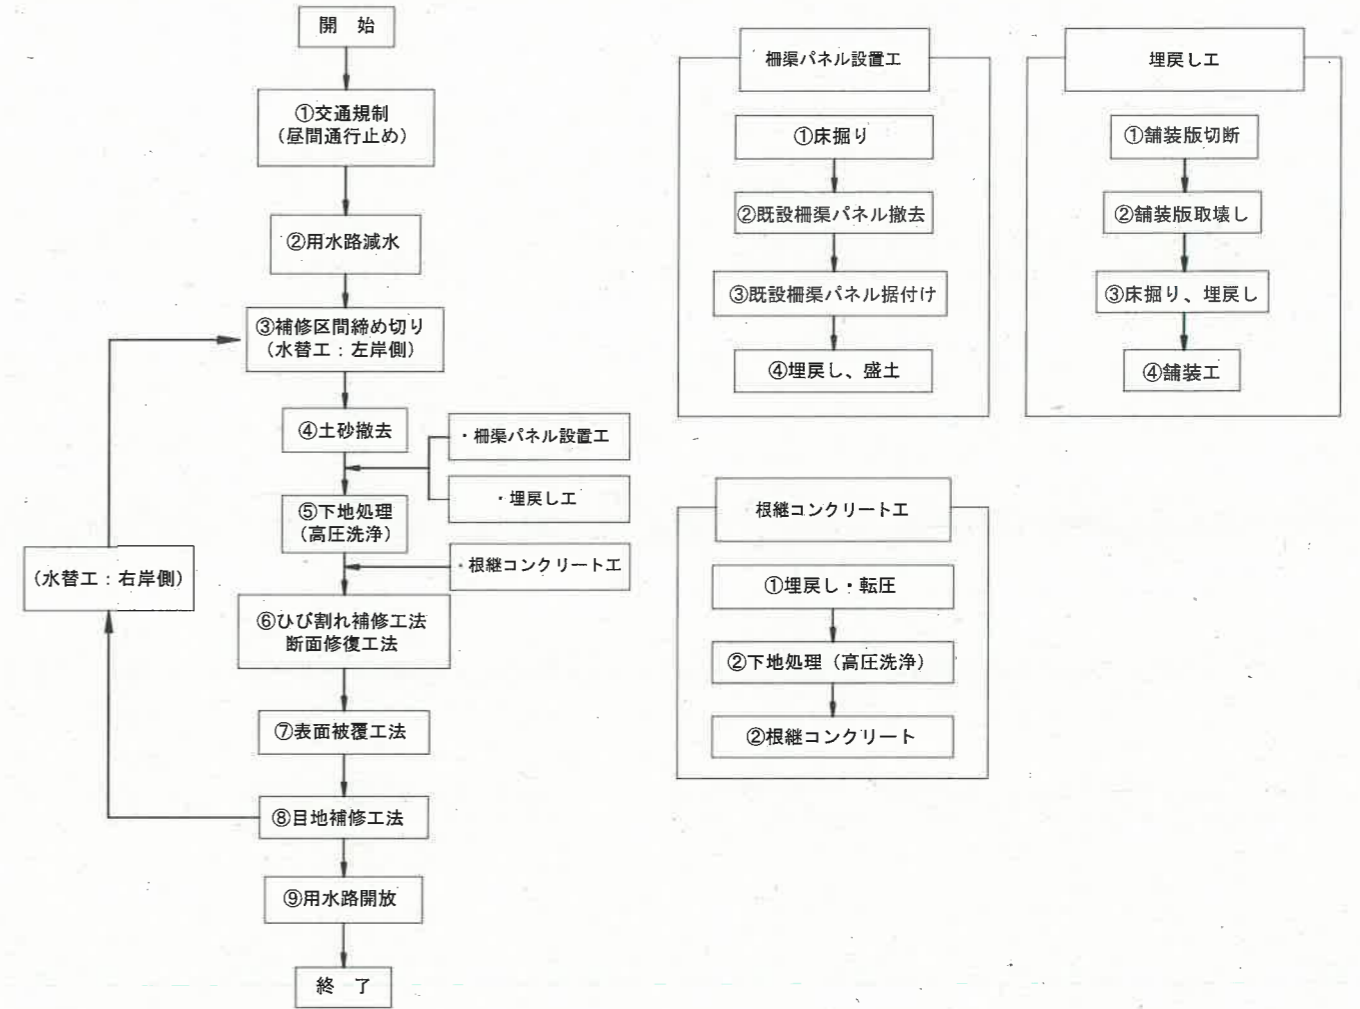 開 始
①交通規制
(昼間通行止め)
②用水路減水
③補修区間締め切り
(水替工:左岸側)
④土砂撤去
・柵渠パネル設置工
・埋戻し工
⑤下地処理
(高圧洗浄)
・根継コンクリート工
(水替工:右岸側)
⑥ひび割れ補修工法
断面修復工法
⑦表面被覆工法
⑧目地補修工法
⑨用水路開放
終 了
柵渠パネル設置工
①床掘り
②既設柵渠パネル撤去
③既設柵渠パネル据付け
④埋戻し、盛土
埋戻し工
①舗装版切断
②舗装版取壊し
③床掘り、埋戻し
④舗装工
根継コンクリート工
①埋戻し・転圧
②下地処理(高圧洗浄)
②根継コンクリート